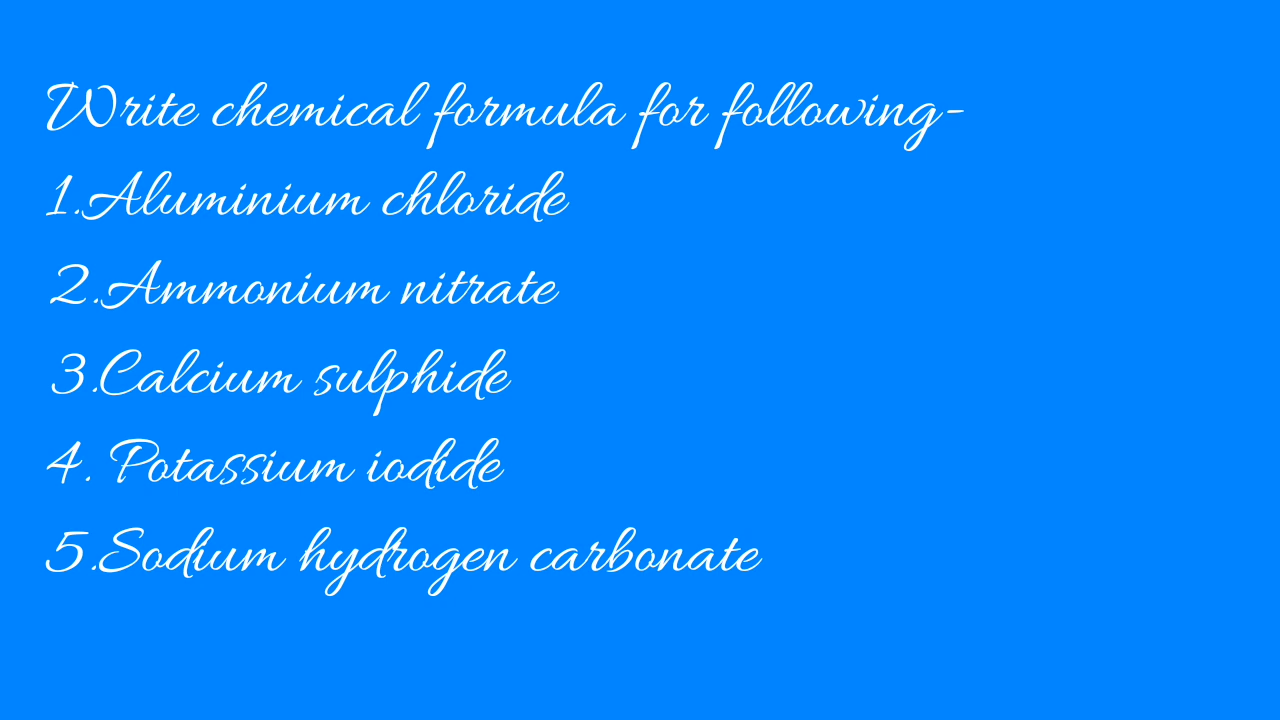 Write chemical formula for following-
1.Aluminium chloride
2.Ammonium nitrate
3.Calcium sulphide
4. Potassium iodide
5.Sodium hydrogen carbonate